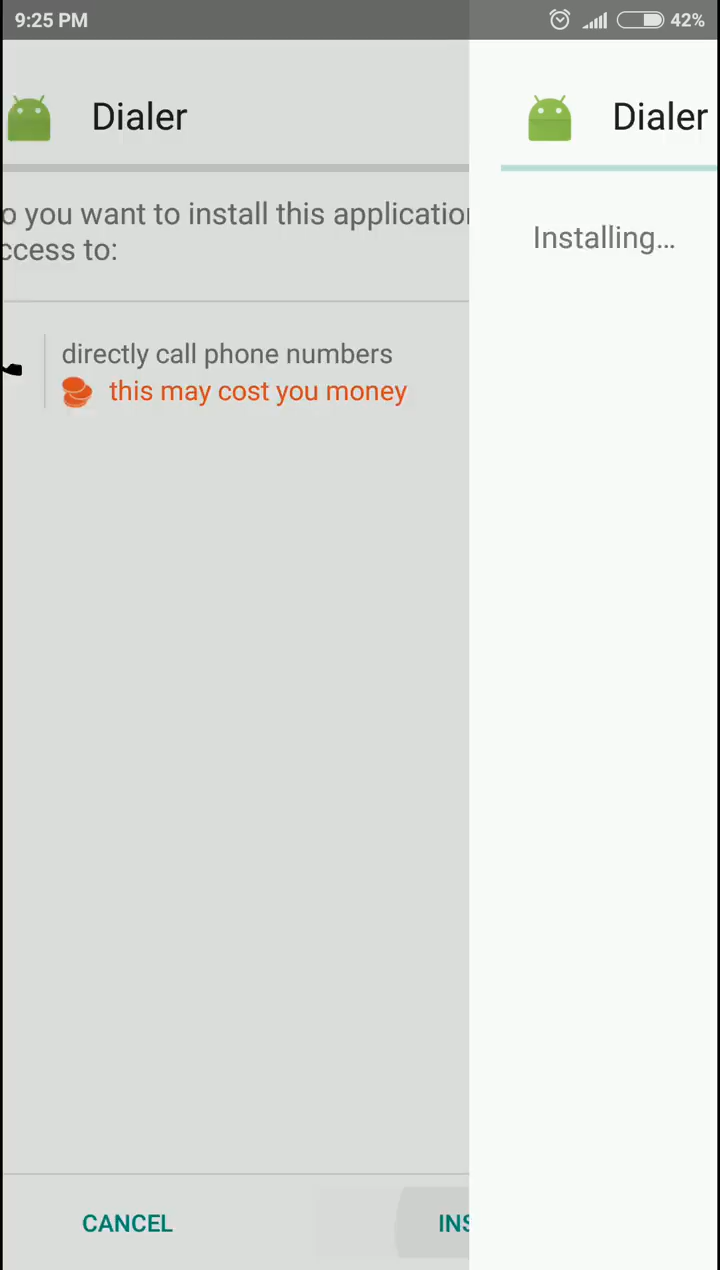 9:25 PM
42%
Dialer
o you want to install this application
ccess to:
directly call phone numbers
this may cost you money
CANCEL
INS
Dialer
Installing...